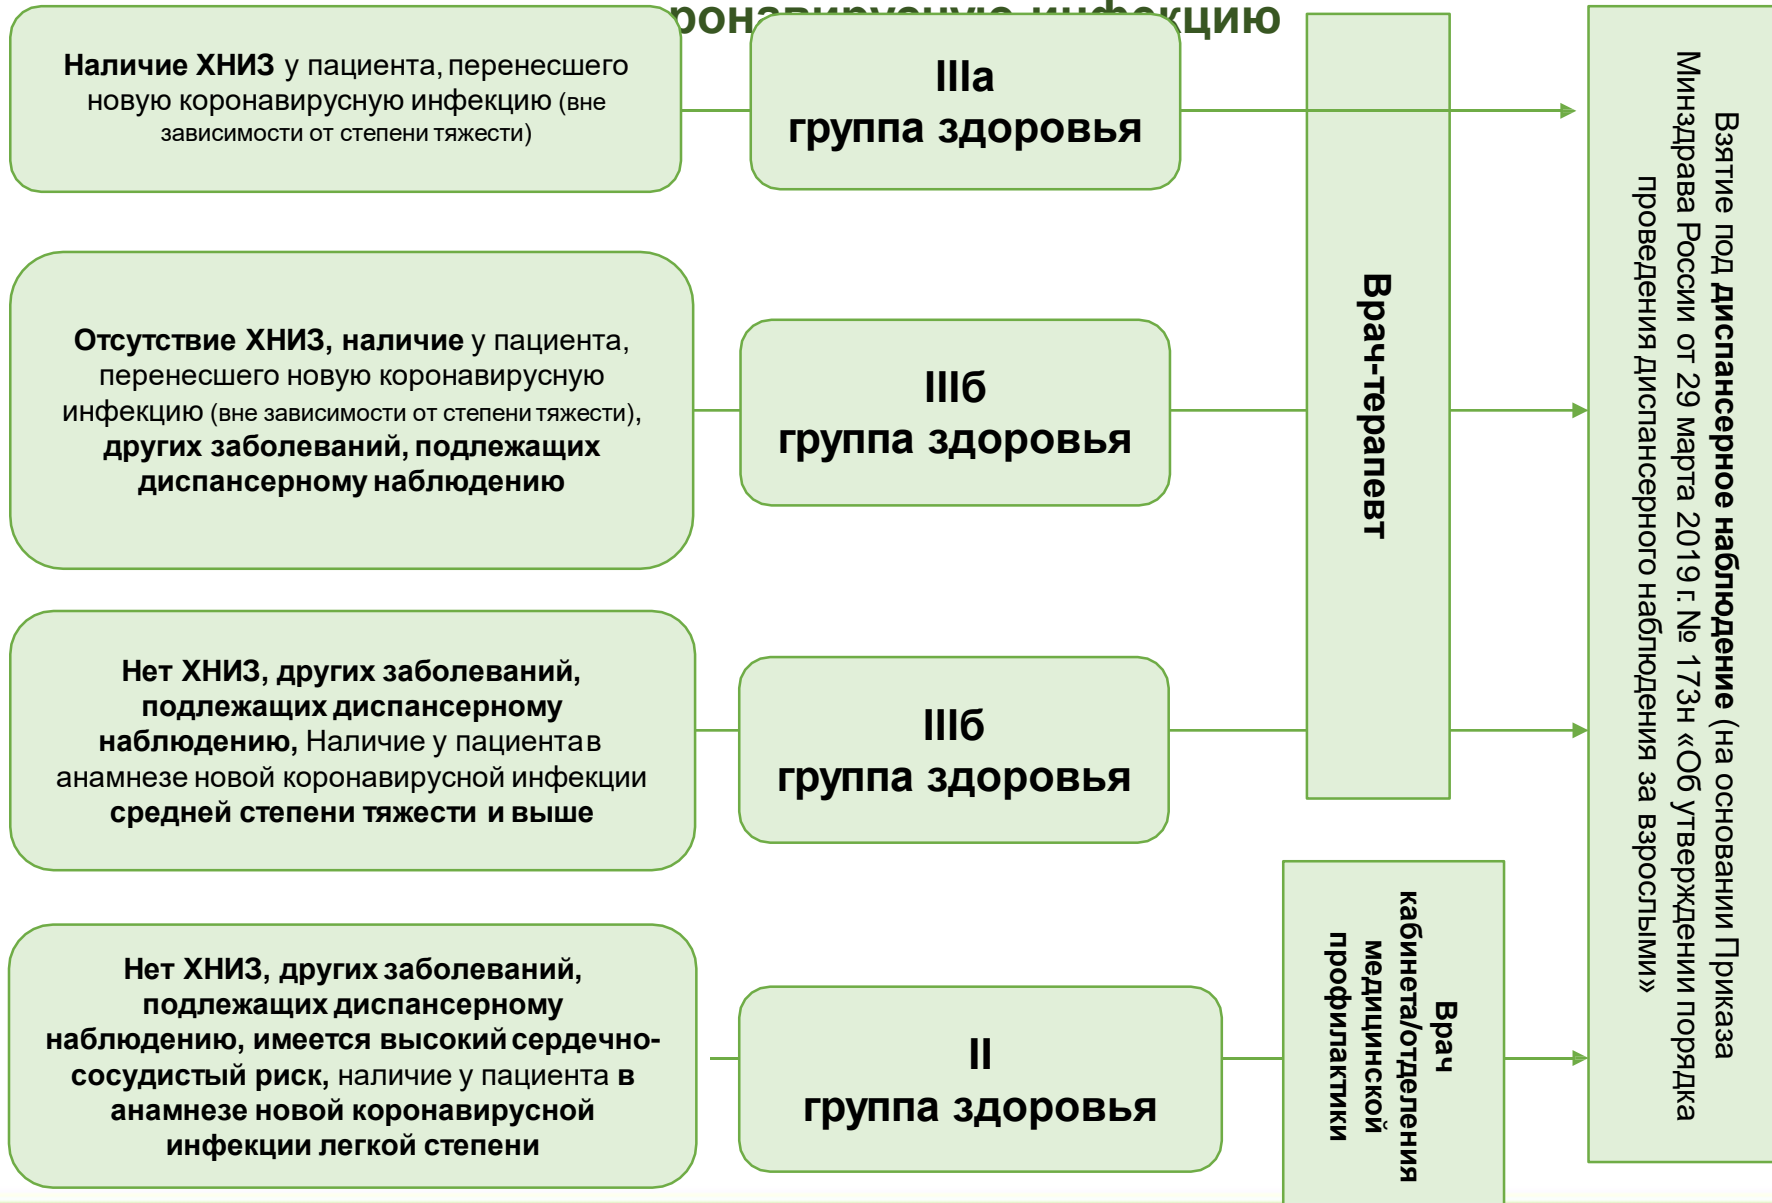 ронавирусную инфекцию
Наличие ХНИЗ у пациента, перенесшего
новую коронавирусную инфекцию (вне
зависимости от степени тяжести)
IIIа
группа здоровья
Отсутствие ХНИЗ, наличие у пациента,
перенесшего новую коронавирусную
инфекцию (вне зависимости от степени тяжести),
других заболеваний, подлежащих
диспансерному наблюдению
IIIб
группа здоровья
Нет ХНИЗ, других заболеваний,
подлежащих диспансерному
наблюдению, Наличие у пациента в
анамнезе новой коронавирусной инфекции
средней степени тяжести и выше
IIIб
группа здоровья
Нет ХНИЗ, других заболеваний,
подлежащих диспансерному
наблюдению, имеется высокий сердечно-
сосудистый риск, наличие у пациента в
анамнезе новой коронавирусной
инфекции легкой степени
II
группа здоровья
Врач-терапевт
Врач
кабинета/отделения
медицинской
профилактики
Взятие под диспансерное наблюдение (на основании Приказа
Минздрава России от 29 марта 2019 г. № 173н «Об утверждении порядка
проведения диспансерного наблюдения за взрослыми»